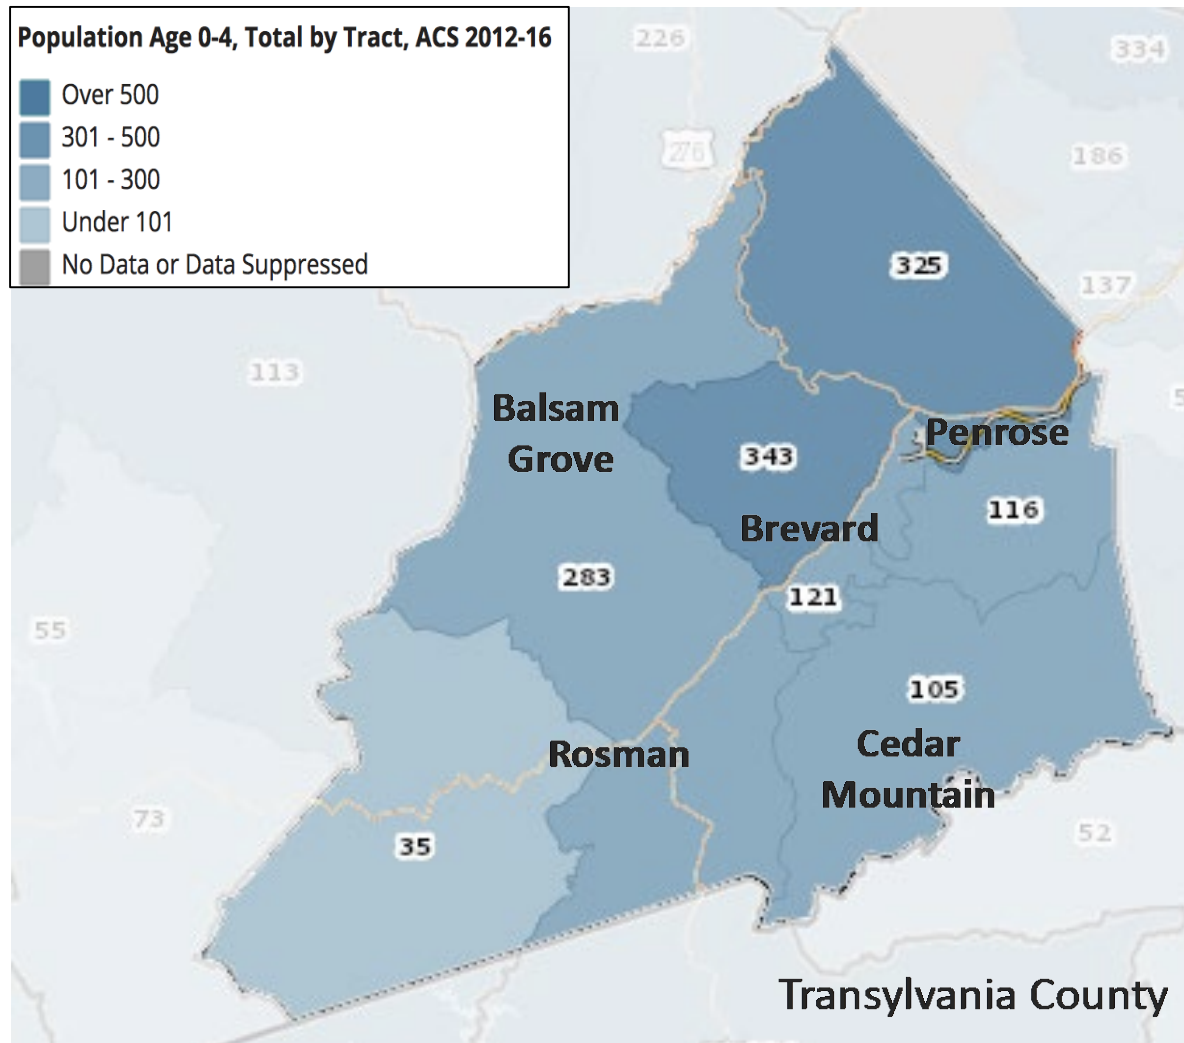 Population Age 0-4, Total by Tract, ACS 2012-16
Over 500
301 - 500
101 - 300
Under 101
No Data or Data Suppressed
226
334
276
186
325
137
113
Balsam
Grove
Penrose
343
116
Brevard
283
121
55
105
Cedar
Mountain
Rosman
73
35
52
Transylvania County